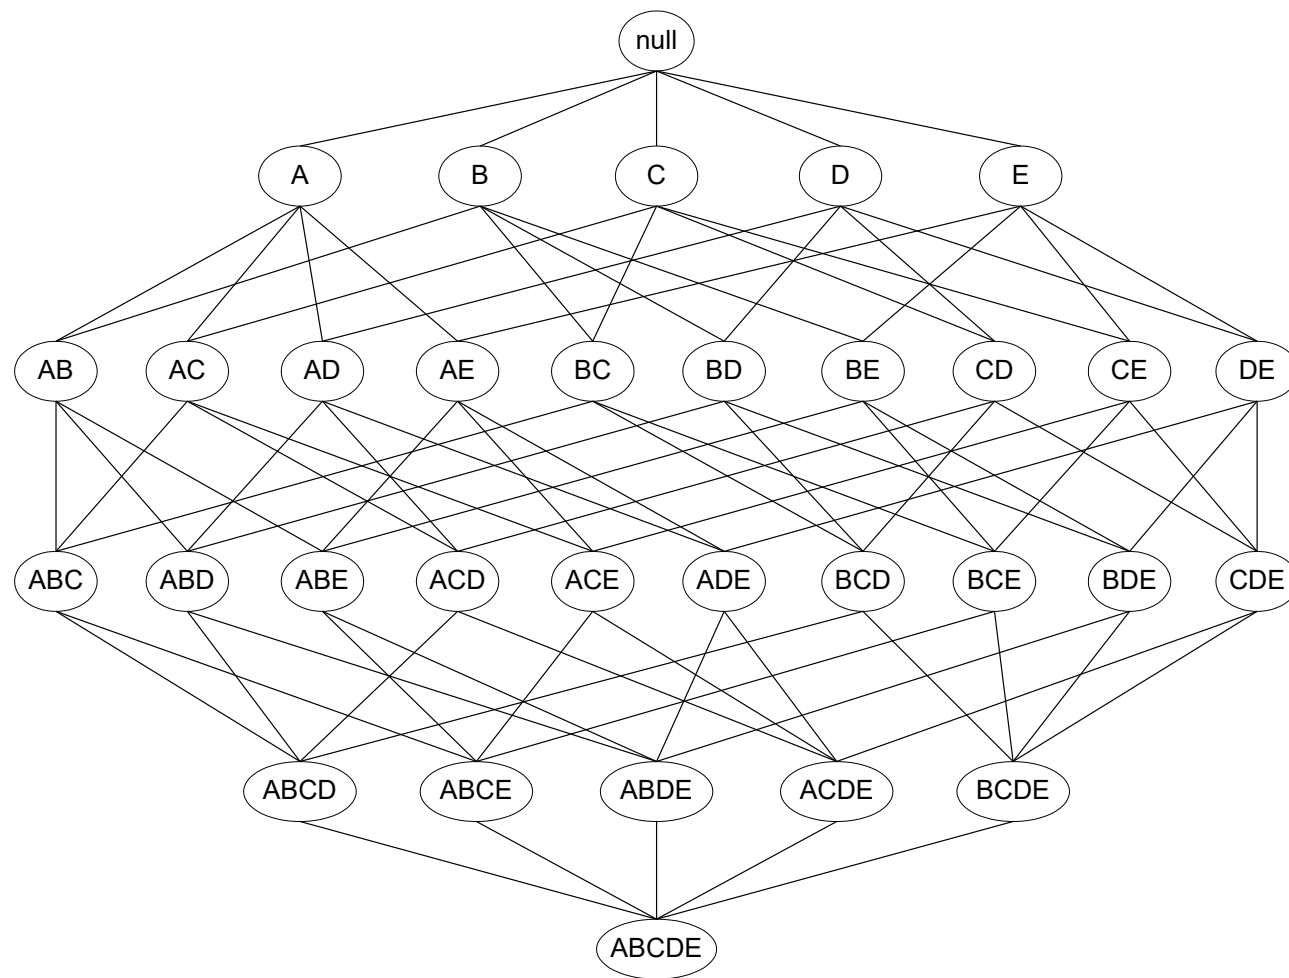 null
A B C D E
AB AC AD AE BC BD BE CD CE DE
ABC ABD ABE ACD ACE ADE BCD BCE BDE CDE
ABCD ABCE ABDE ACDE BCDE
ABCDE